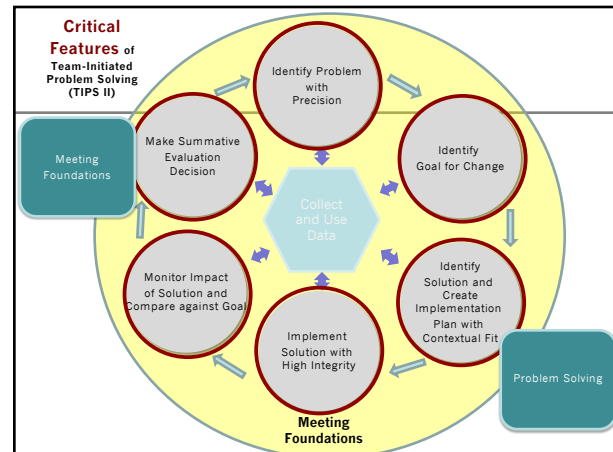 Critical
Features of
Team-Initiated
Problem Solving
(TIPS II)
Identify Problem
with
Precision
Identify
Goal for Change
Identify
Solution and
Create
Implementation
Plan with
Contextual Fit
Implement
Solution with
High Integrity
Monitor Impact
of Solution and
Compare against Goal
Make Summative
Evaluation
Decision
Collect
and Use
Data
Meeting
Foundations
Problem Solving
Meeting
Foundations